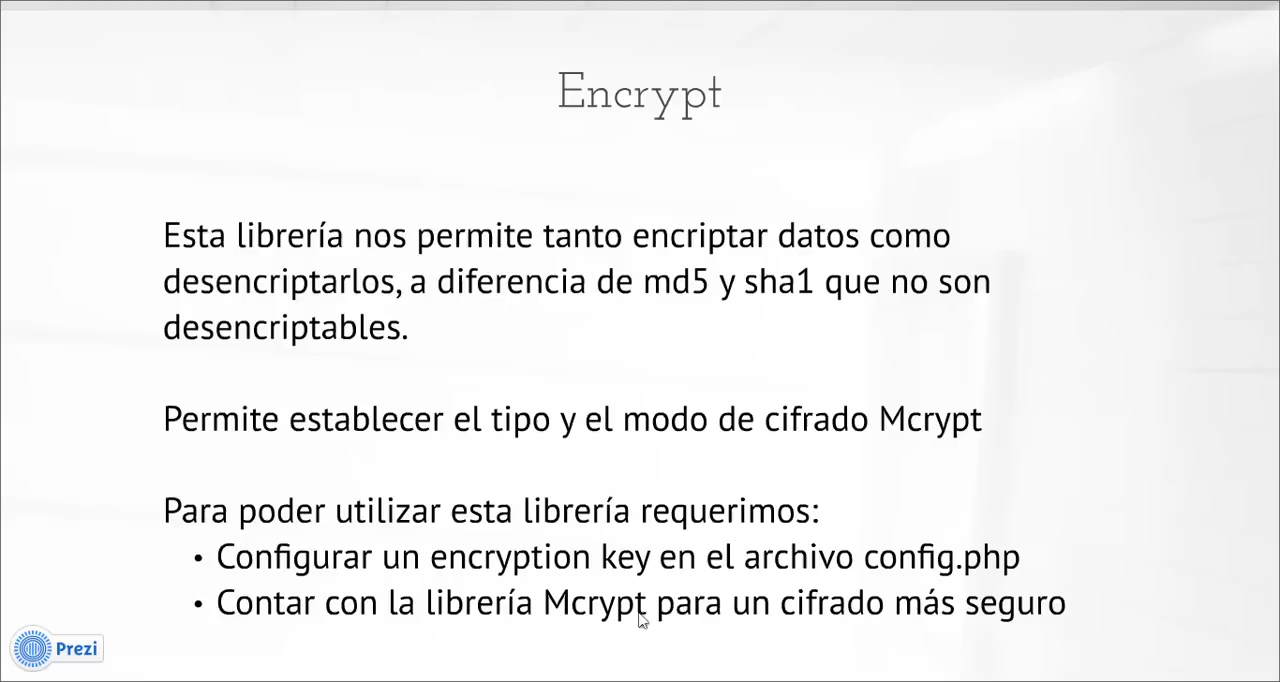 Encrypt
Esta librería nos permite tanto encriptar datos como
desencriptarlos, a diferencia de md5 y sha1 que no son
desencriptables.
Permite establecer el tipo y el modo de cifrado Mcrypt
Para poder utilizar esta librería requerimos:
• Configurar un encryption key en el archivo config.php
• Contar con la librería Mcrypt para un cifrado más seguro
Prezi